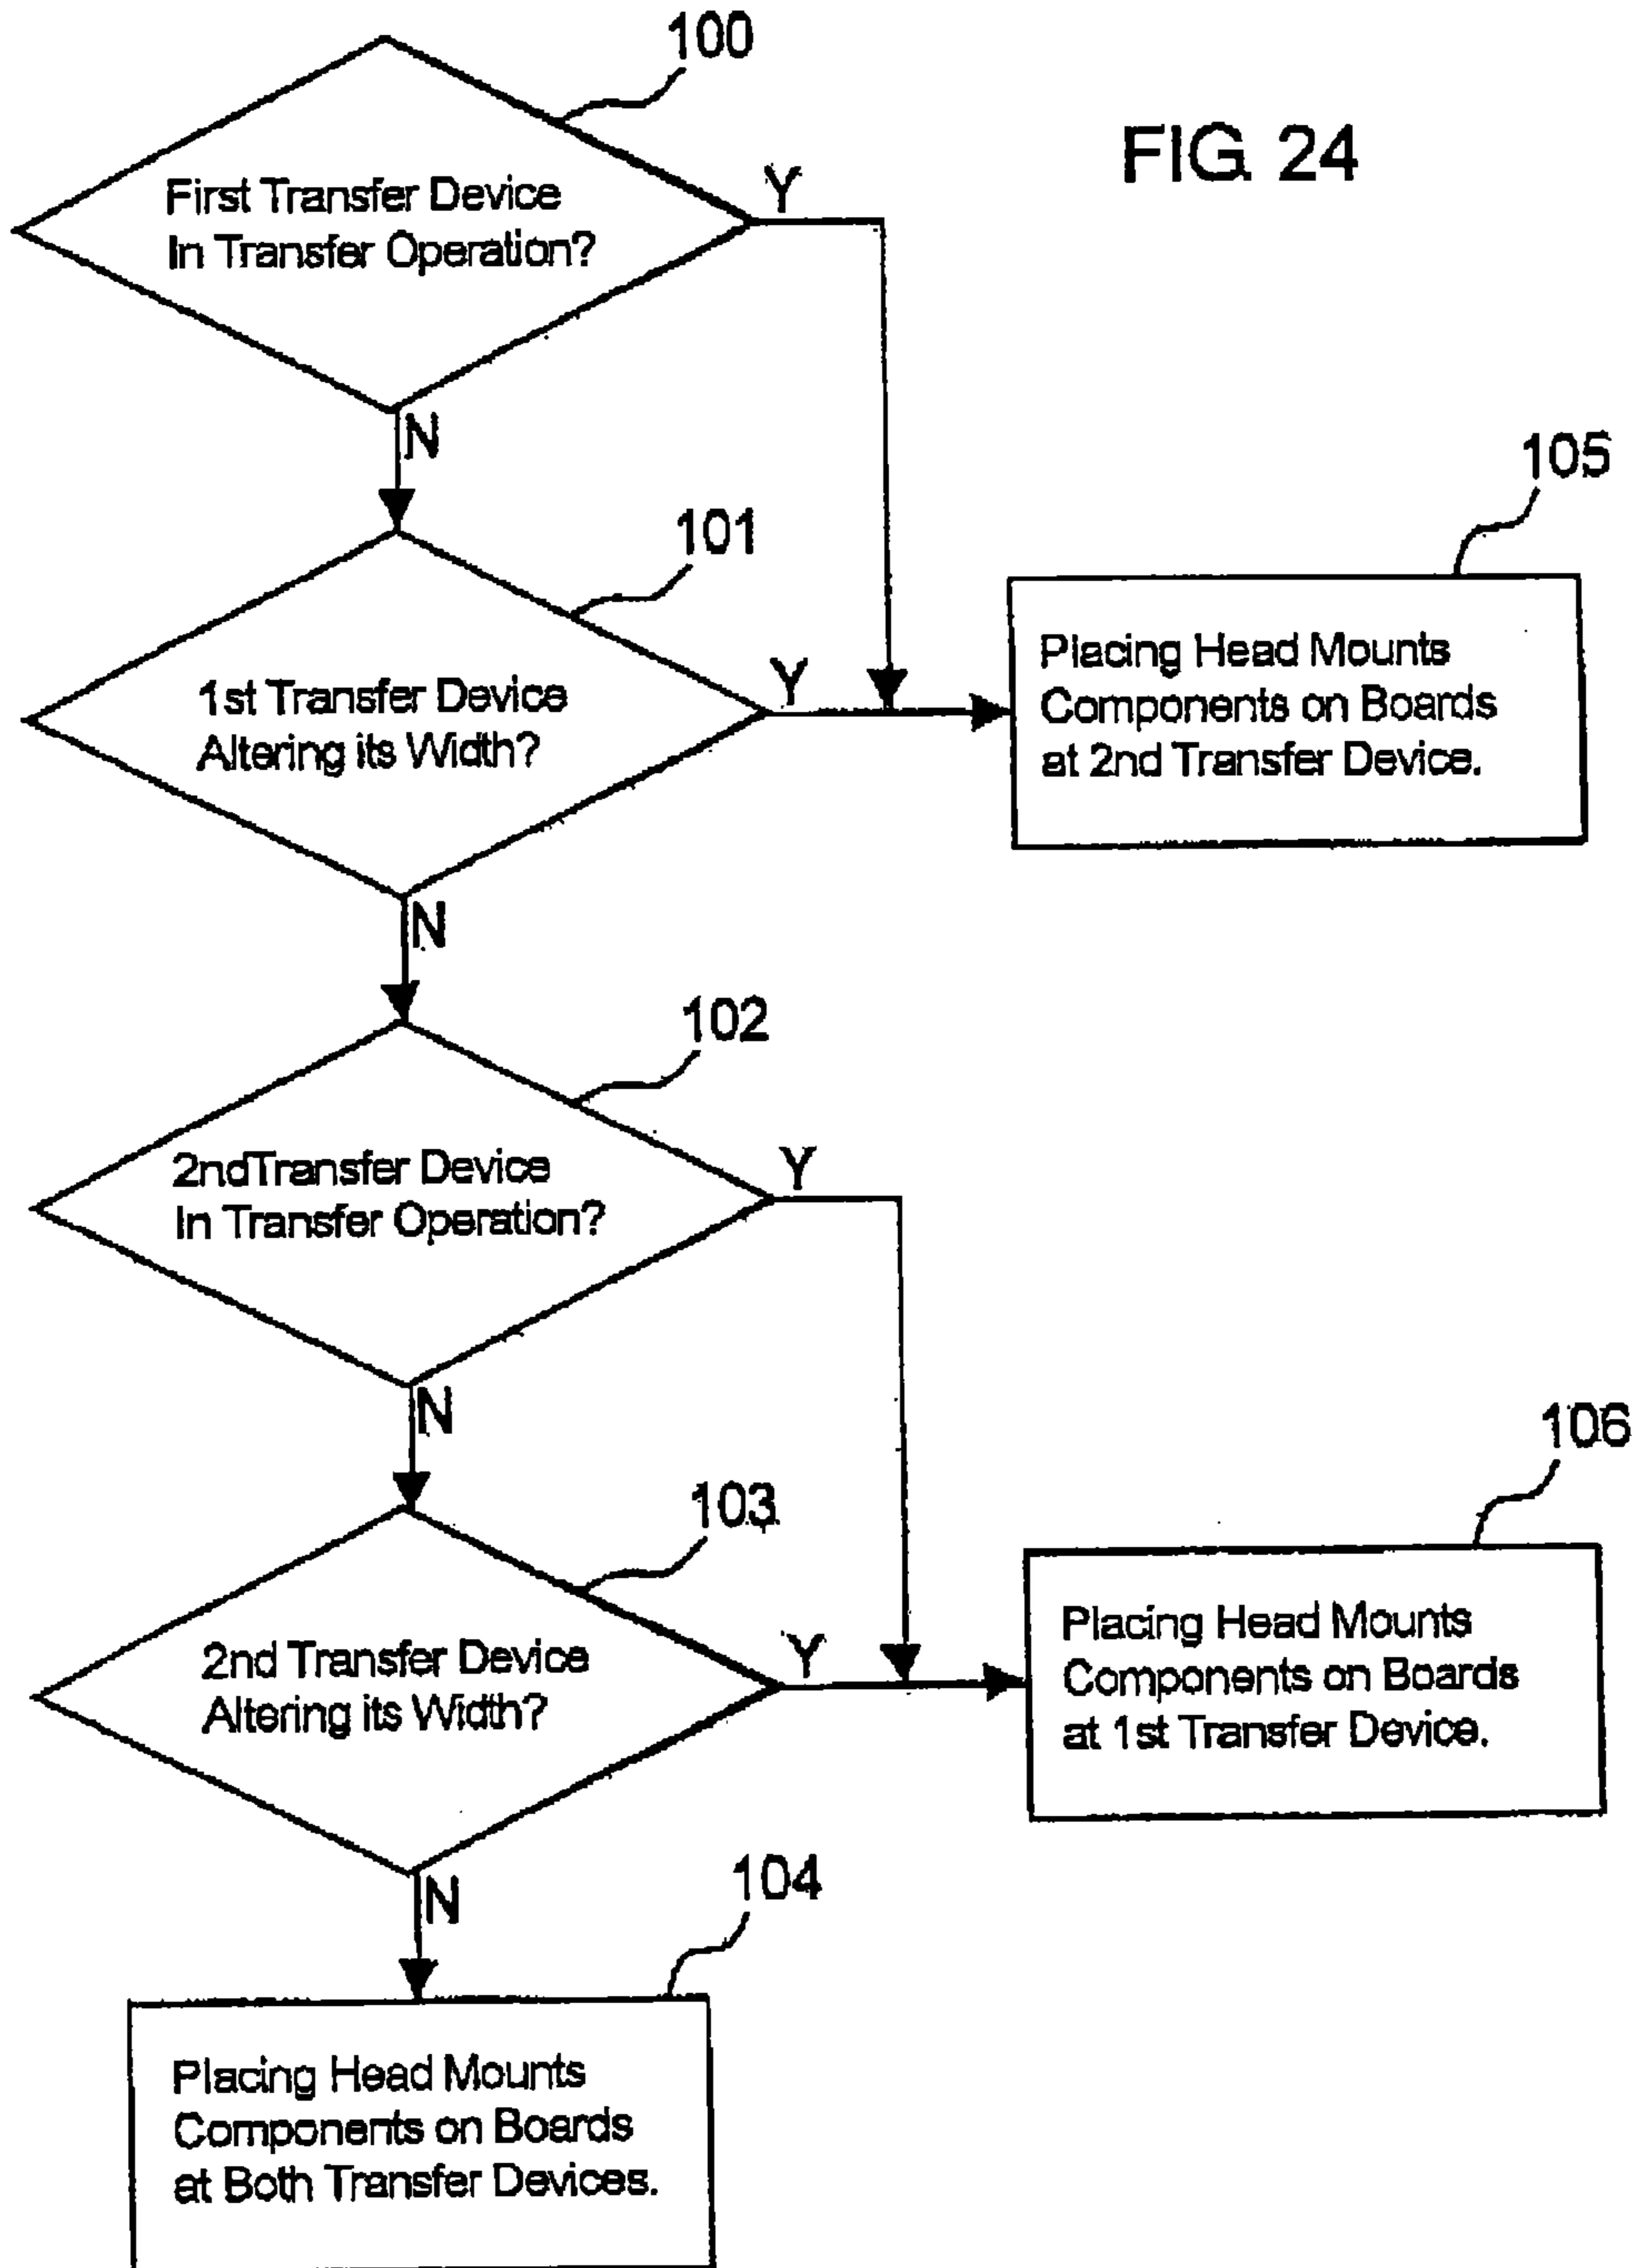 FIG 24
100
First Transfer Device
In Transfer Operation?
Y
N
101
1st Transfer Device
Altering its Width?
Y
N
105
Placing Head Mounts
Components on Boards
at 2nd Transfer Device.
102
2ndTransfer Device
In Transfer Operation?
Y
N
103
2nd Transfer Device
Altering its Width?
Y
N
106
Placing Head Mounts
Components on Boards
at 1st Transfer Device.
104
Placing Head Mounts
Components on Boards
at Both Transfer Devices.